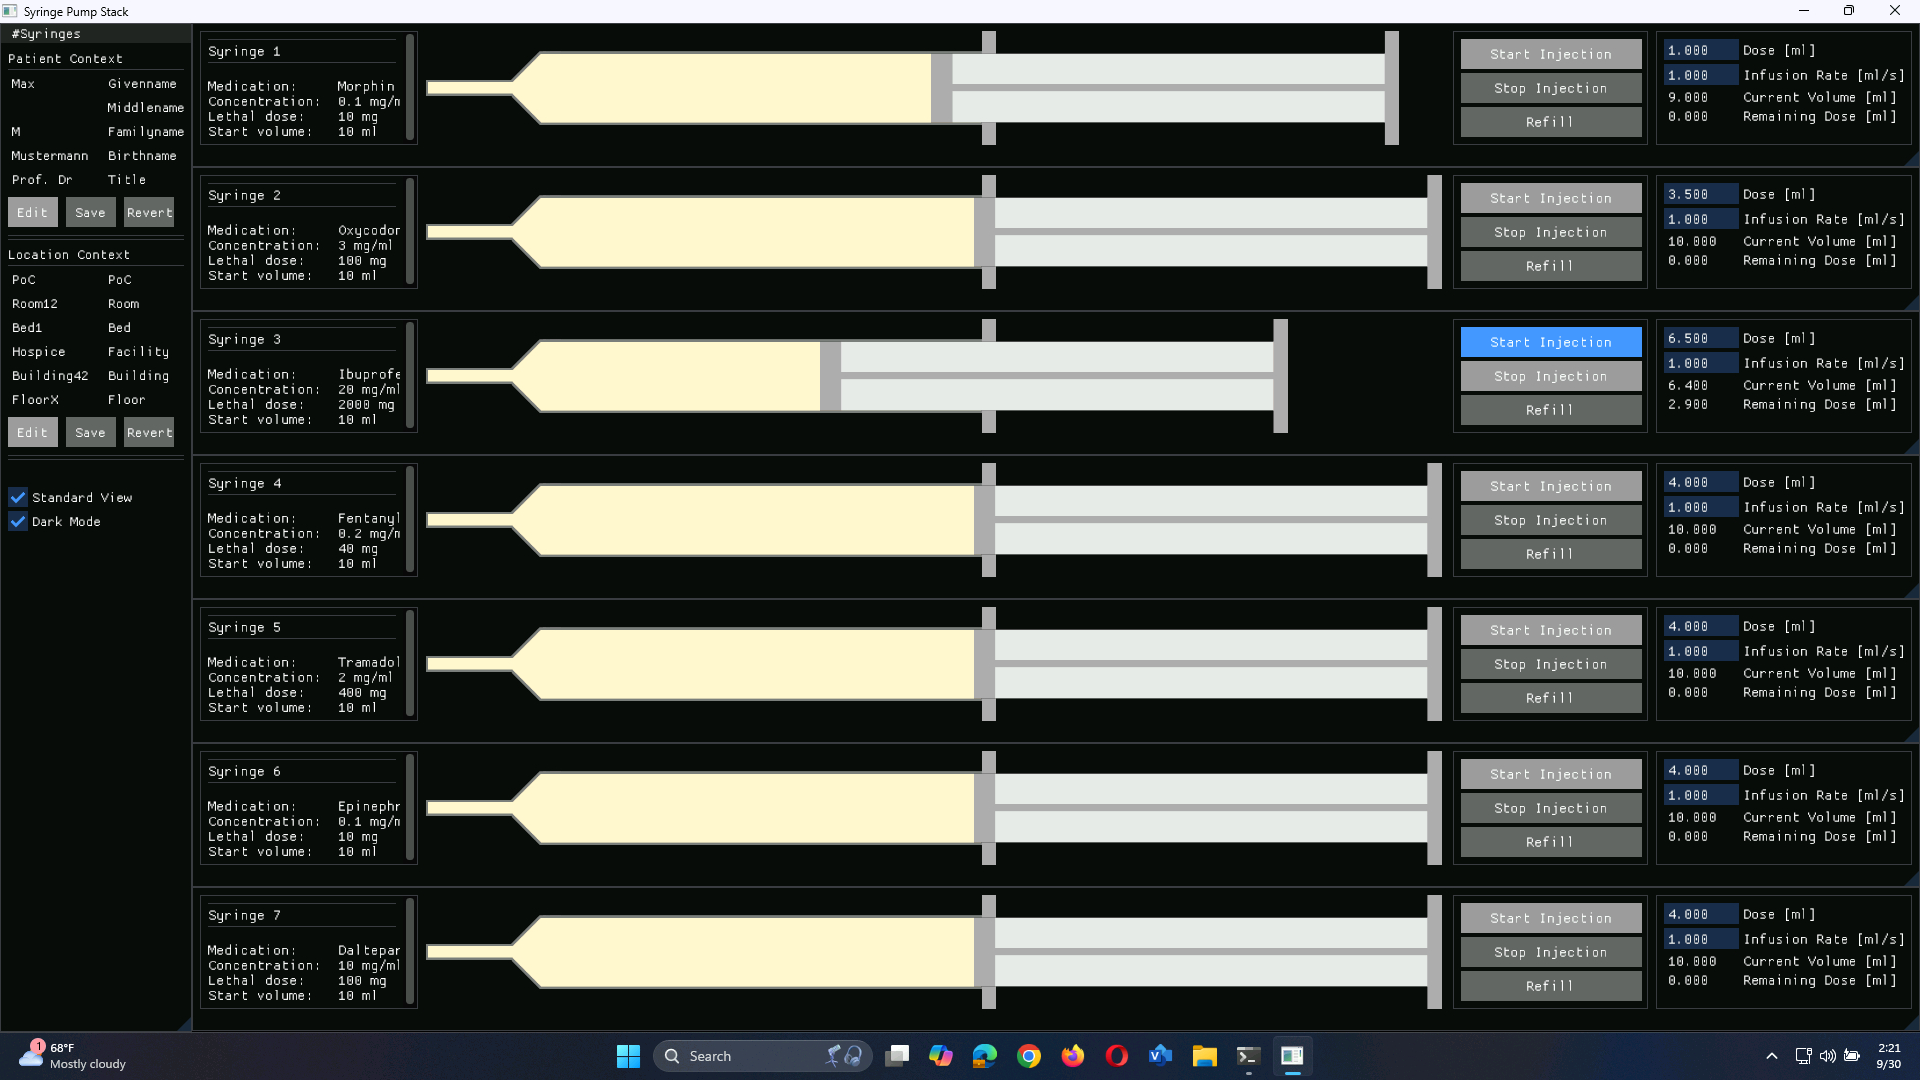 Syringe Pump Stack
#Syringes
Patient Context
Max Givenname
Middlename
M Familyname
Mustermann Birthname
Prof. Dr Title
Edit Save Revert
Location Context
PoC PoC
Room12 Room
Bed1 Bed
Hospice Facility
Building42 Building
FloorX Floor
Edit Save Revert
Standard View
Dark Mode
Syringe 1
Medication: Morphin
Concentration: 0.1 mg/m
Lethal dose: 10 mg
Start volume: 10 ml
Start Injection
Stop Injection
Refill
1.000 Dose [ml]
1.000 Infusion Rate [ml/s]
9.000 Current Volume [ml]
0.000 Remaining Dose [ml]
Syringe 2
Medication: Oxycodon
Concentration: 3 mg/ml
Lethal dose: 100 mg
Start volume: 10 ml
Start Injection
Stop Injection
Refill
3.500 Dose [ml]
1.000 Infusion Rate [ml/s]
10.000 Current Volume [ml]
0.000 Remaining Dose [ml]
Syringe 3
Medication: Ibuprofe
Concentration: 20 mg/ml
Lethal dose: 2000 mg
Start volume: 10 ml
Start Injection
Stop Injection
Refill
6.500 Dose [ml]
1.000 Infusion Rate [ml/s]
6.400 Current Volume [ml]
2.900 Remaining Dose [ml]
Syringe 4
Medication: Fentanyl
Concentration: 0.2 mg/m
Lethal dose: 40 mg
Start volume: 10 ml
Start Injection
Stop Injection
Refill
4.000 Dose [ml]
1.000 Infusion Rate [ml/s]
10.000 Current Volume [ml]
0.000 Remaining Dose [ml]
Syringe 5
Medication: Tramadol
Concentration: 2 mg/ml
Lethal dose: 400 mg
Start volume: 10 ml
Start Injection
Stop Injection
Refill
4.000 Dose [ml]
1.000 Infusion Rate [ml/s]
10.000 Current Volume [ml]
0.000 Remaining Dose [ml]
Syringe 6
Medication: Epinephr
Concentration: 0.1 mg/m
Lethal dose: 10 mg
Start volume: 10 ml
Start Injection
Stop Injection
Refill
4.000 Dose [ml]
1.000 Infusion Rate [ml/s]
10.000 Current Volume [ml]
0.000 Remaining Dose [ml]
Syringe 7
Medication: Daltepar
Concentration: 10 mg/ml
Lethal dose: 100 mg
Start volume: 10 ml
Start Injection
Stop Injection
Refill
4.000 Dose [ml]
1.000 Infusion Rate [ml/s]
10.000 Current Volume [ml]
0.000 Remaining Dose [ml]
1
68°F
Mostly cloudy
Search
2:21
9/30